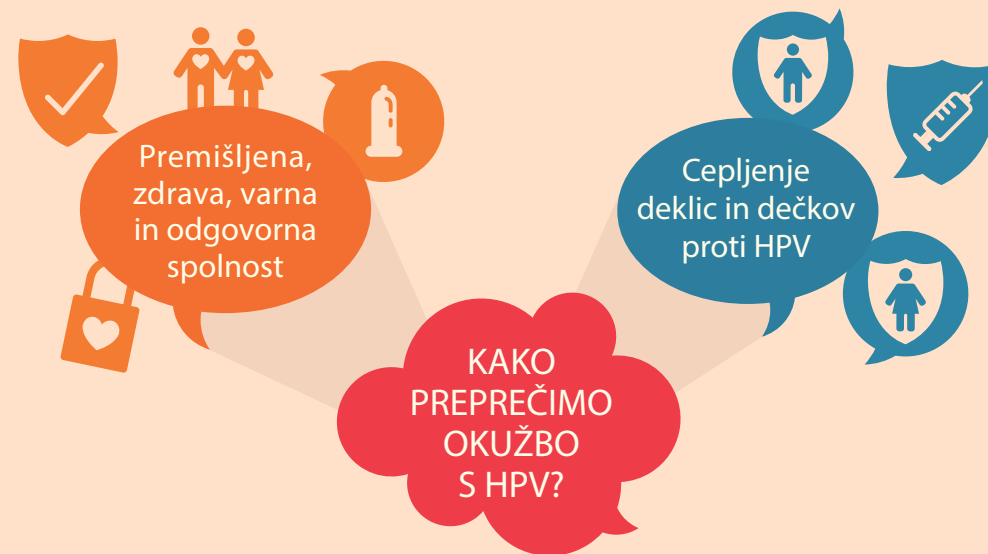 Premišljena,
zdrava, varna
in odgovorna
spolnost
Cepljenje
deklic in dečkov
proti HPV
KAKO
PREPREČIMO
OKUŽBO
S HPV?